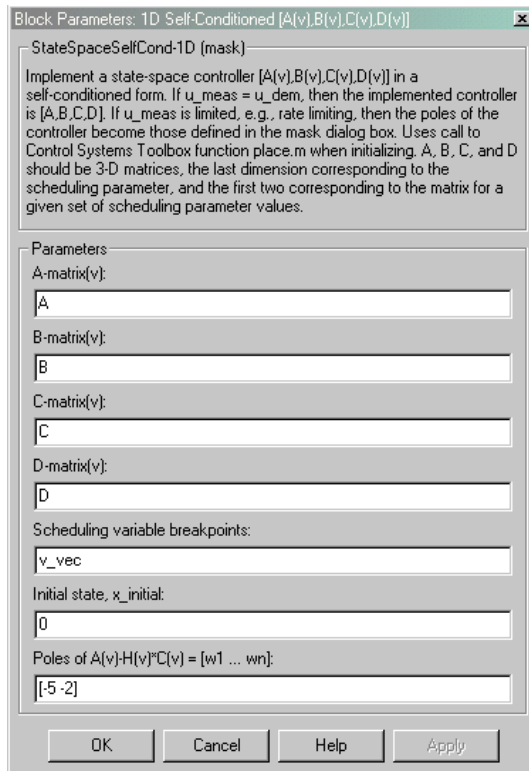 Block Parameters: 1D Self-Conditioned [A(v),B(v),C(v),D(v)]
StateSpaceSelfCond-1D (mask)
Implement a state-space controller [A(v),B(v),C(v),D(v)] in a
self-conditioned form. If u_meas = u_dem, then the implemented controller
is [A,B,C,D]. If u_meas is limited, e.g., rate limiting, then the poles of the
controller become those defined in the mask dialog box. Uses call to
Control Systems Toolbox function place.m when initializing. A, B, C, and D
should be 3-D matrices, the last dimension corresponding to the
scheduling parameter, and the first two corresponding to the matrix for a
given set of scheduling parameter values.
Parameters
A-matrix(v):
A
B-matrix(v):
B
C-matrix(v):
C
D-matrix(v):
D
Scheduling variable breakpoints:
v_vec
Initial state, x_initial:
0
Poles of A(v)-H(v)*C(v) = [w1 ... wn]:
[-5 -2]
OK Cancel Help Apply